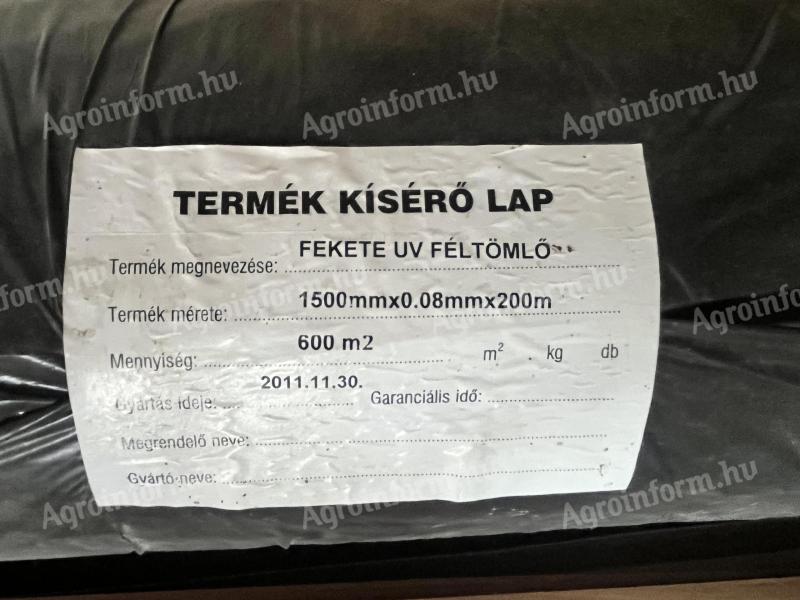 Agroinform.hu Agroinform.hu Agroinform.hu
TERMÉK KÍSÉRŐ LAP
Termék megnevezése: FEKETE UV FÉLTÖMLŐ
Termék mérete: 1500mmx0.08mmx200m
Mennyiség: 600 m2 m² . kg db
Gyártás ideje: 2011.11.30. Garanciális idő:
Megrendelő neve:
Gyártó neve:
Agroinform.hu Agroinform.hu Agroinform.hu